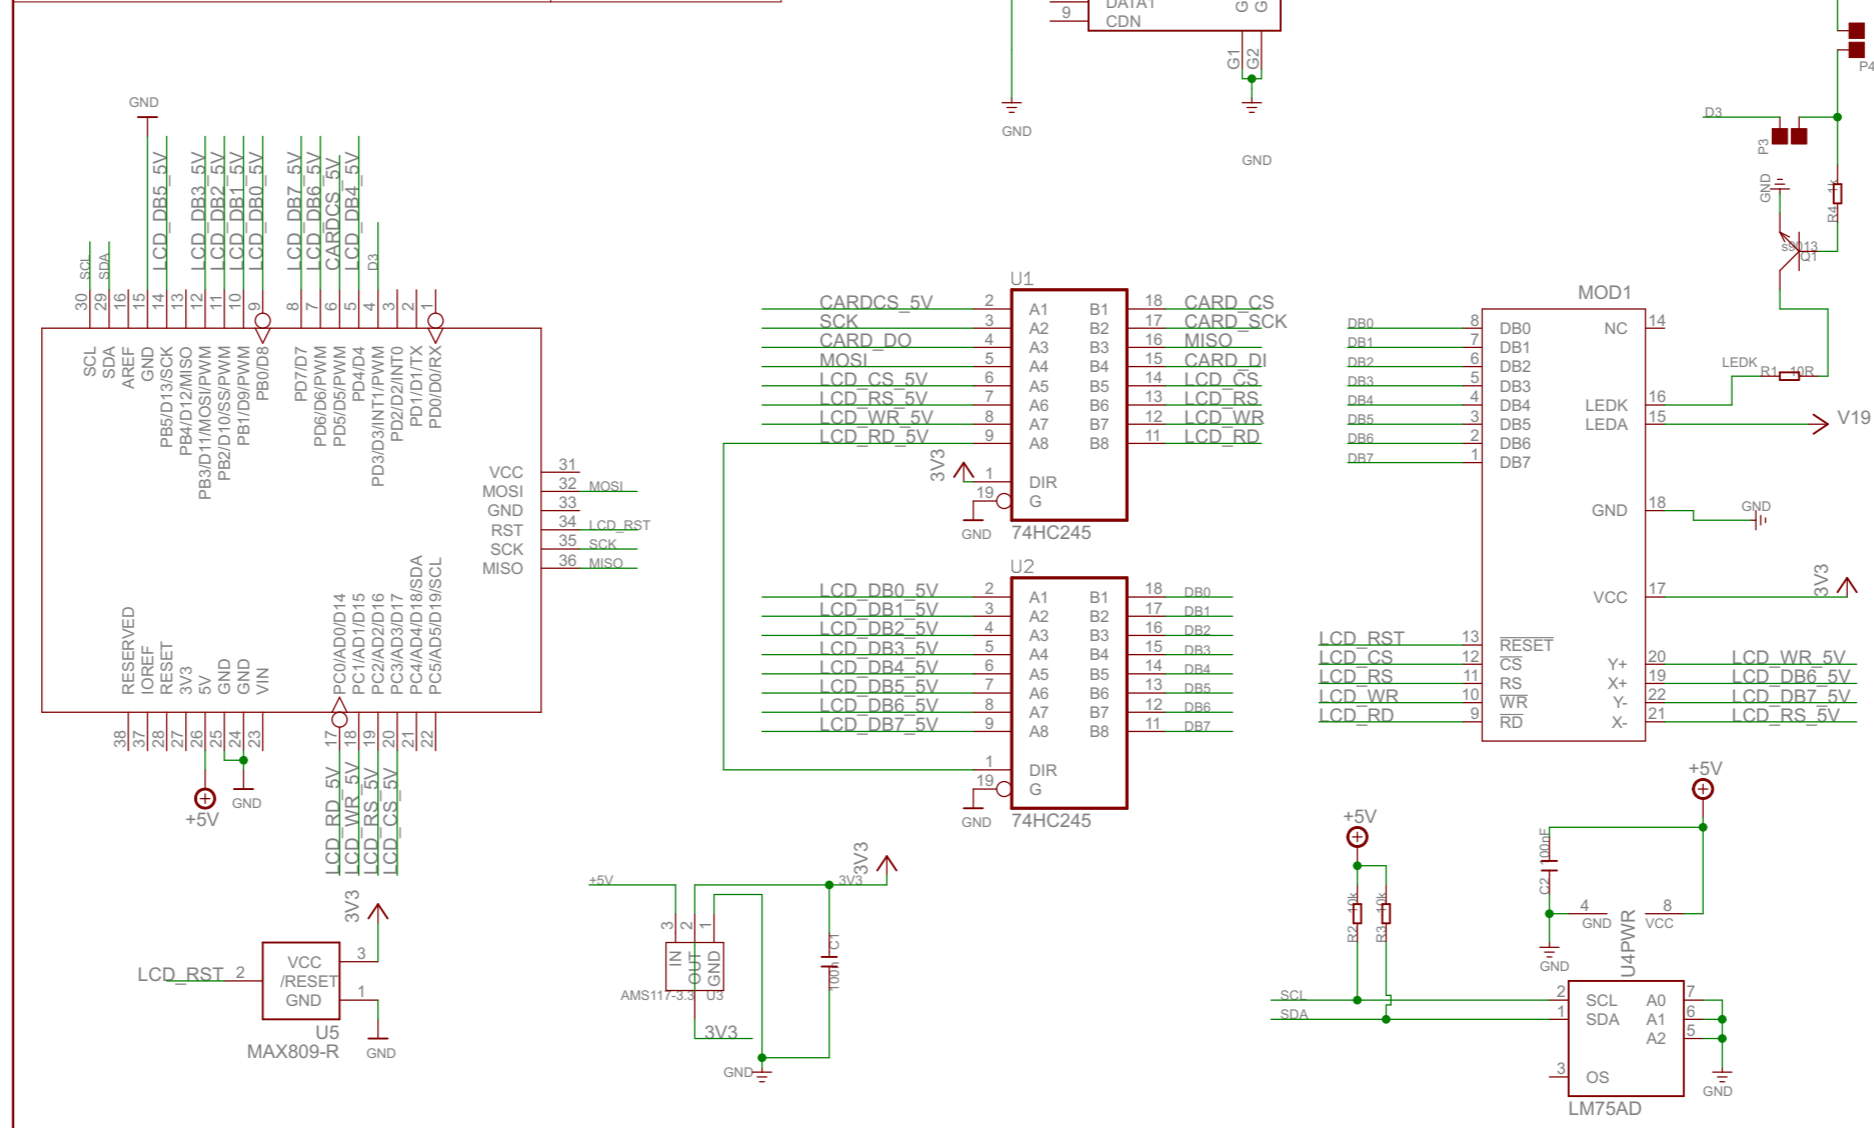 DATA1
9 CDN
G G
G1 G2
GND
GND
P4
D3
P3
GND
R4 1k
s9013
Q1
GND
SCL
SDA
LCD_DB5_5V
LCD_DB3_5V
LCD_DB2_5V
LCD_DB1_5V
LCD_DB0_5V
LCD_DB7_5V
LCD_DB6_5V
CARDCS_5V
LCD_DB4_5V
D3
30 29 16 15 14 13 12 11 10 9 8 7 6 5 4 3 2 1
SCL
SDA
AREF
GND
PB5/D13/SCK
PB4/D12/MISO
PB3/D11/MOSI/PWM
PB2/D10/SS/PWM
PB1/D9/PWM
PB0/D8
PD7/D7
PD6/D6/PWM
PD5/D5/PWM
PD4/D4
PD3/D3/INT1/PWM
PD2/D2/INT0
PD1/D1/TX
PD0/D0/RX
VCC 31
MOSI 32 MOSI
GND 33
RST 34 LCD_RST
SCK 35 SCK
MISO 36 MISO
RESERVED
IOREF
RESET
3V3
5V
GND
GND
VIN
PC0/AD0/D14
PC1/AD1/D15
PC2/AD2/D16
PC3/AD3/D17
PC4/AD4/D18/SDA
PC5/AD5/D19/SCL
38 37 28 27 26 25 24 23 17 18 19 20 21 22
+5V
GND
LCD_RD_5V
LCD_WR_5V
LCD_RS_5V
LCD_CS_5V
U1
CARDCS_5V 2 A1 B1 18 CARD_CS
SCK 3 A2 B2 17 CARD_SCK
CARD_DO 4 A3 B3 16 MISO
MOSI 5 A4 B4 15 CARD_DI
LCD_CS_5V 6 A5 B5 14 LCD_CS
LCD_RS_5V 7 A6 B6 13 LCD_RS
LCD_WR_5V 8 A7 B7 12 LCD_WR
LCD_RD_5V 9 A8 B8 11 LCD_RD
3V3
1 DIR
19 G
GND
74HC245
U2
LCD_DB0_5V 2 A1 B1 18 DB0
LCD_DB1_5V 3 A2 B2 17 DB1
LCD_DB2_5V 4 A3 B3 16 DB2
LCD_DB3_5V 5 A4 B4 15 DB3
LCD_DB4_5V 6 A5 B5 14 DB4
LCD_DB5_5V 7 A6 B6 13 DB5
LCD_DB6_5V 8 A7 B7 12 DB6
LCD_DB7_5V 9 A8 B8 11 DB7
1 DIR
19 G
GND
74HC245
MOD1
DB0 8 DB0 NC 14
DB1 7 DB1
DB2 6 DB2
DB3 5 DB3
DB4 4 DB4 LEDK 16
DB5 3 DB5 LEDA 15 V19
DB6 2 DB6
DB7 1 DB7
LEDK
R1 10R
GND 18 GND
VCC 17 3V3
LCD_RST 13 RESET
LCD_CS 12 CS Y+ 20 LCD_WR_5V
LCD_RS 11 RS X+ 19 LCD_DB6_5V
LCD_WR 10 WR Y- 22 LCD_DB7_5V
LCD_RD 9 RD X- 21 LCD_RS_5V
3V3
LCD_RST 2 VCC 3
/RESET
GND 1
U5
MAX809-R
GND
+5V
3V3
3V3
3 2 1
IN
OUT
GND
AMS117-3.3 U3
C1
100n
3V3
GND
+5V
R2 10k
R3 10k
+5V
C2 100nF
4 GND
8 VCC
U4PWR
GND
SCL 2 SCL A0 7
SDA 1 SDA A1 6
A2 5
3 OS
GND
LM75AD